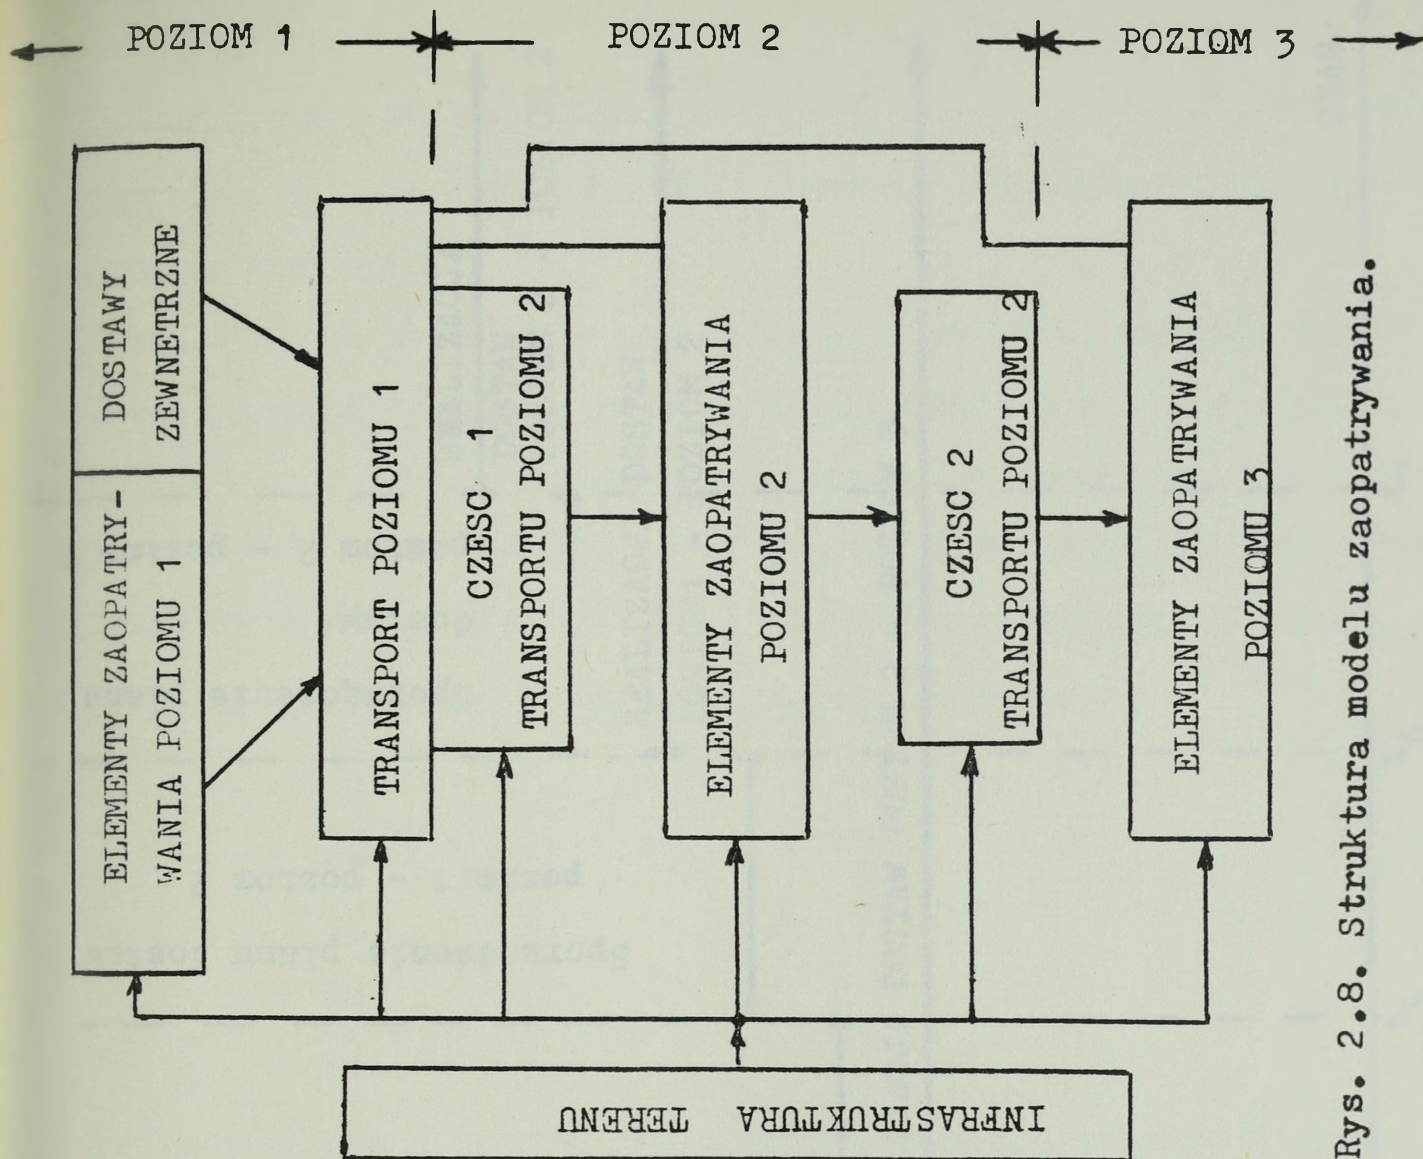 POZIOM 1
POZIOM 2
POZIOM 3
DOSTAWY
ZEWNETRZNE
ELEMENTY ZAOPATRY-
WANIA POZIOMU 1
TRANSPORT POZIOMU 1
CZESC 1
TRANSPORTU POZIOMU 2
ELEMENTY ZAOPATRYWANIA
POZIOMU 2
CZESC 2
TRANSPORTU POZIOMU 2
ELEMENTY ZAOPATRYWANIA
POZIOMU 3
INFRASTRUKTURA TERENU
Rys. 2.8. Struktura modelu zaopatrywania.